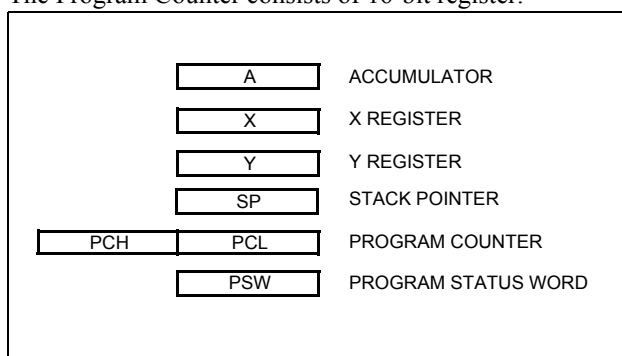 The Program Counter consists of 16-bit register.
A ACCUMULATOR
X X REGISTER
Y Y REGISTER
SP STACK POINTER
PCH PCL PROGRAM COUNTER
PSW PROGRAM STATUS WORD